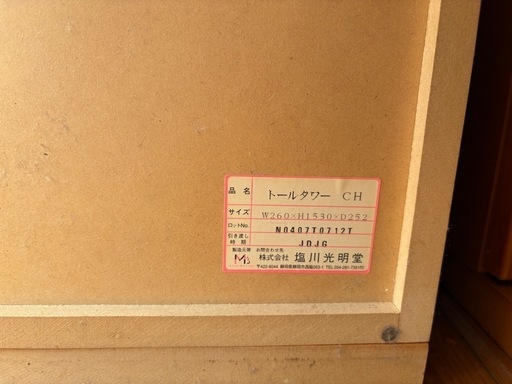 品名 トールタワー CH
サイズ W260×H1530×D252
ロットNo. N0407T0712T
引き渡し時期 JDJG
製造元 お問合わせ先
M's 株式会社 塩川光明堂
〒422-8044